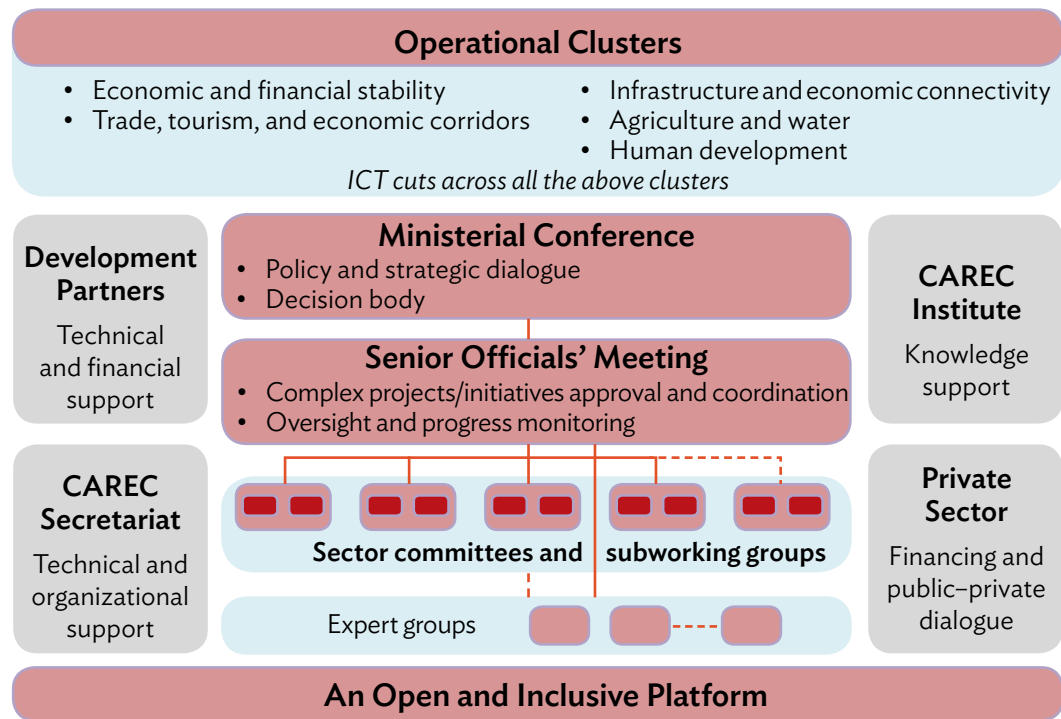 Operational Clusters
• Economic and financial stability
• Trade, tourism, and economic corridors
• Infrastructure and economic connectivity
• Agriculture and water
• Human development
ICT cuts across all the above clusters
Development
Partners
Technical
and financial
support
Ministerial Conference
• Policy and strategic dialogue
• Decision body
CAREC
Institute
Knowledge
support
Senior Officials’ Meeting
• Complex projects/initiatives approval and coordination
• Oversight and progress monitoring
CAREC
Secretariat
Technical and
organizational
support
Sector committees and subworking groups
Expert groups
Private
Sector
Financing and
public–private
dialogue
An Open and Inclusive Platform